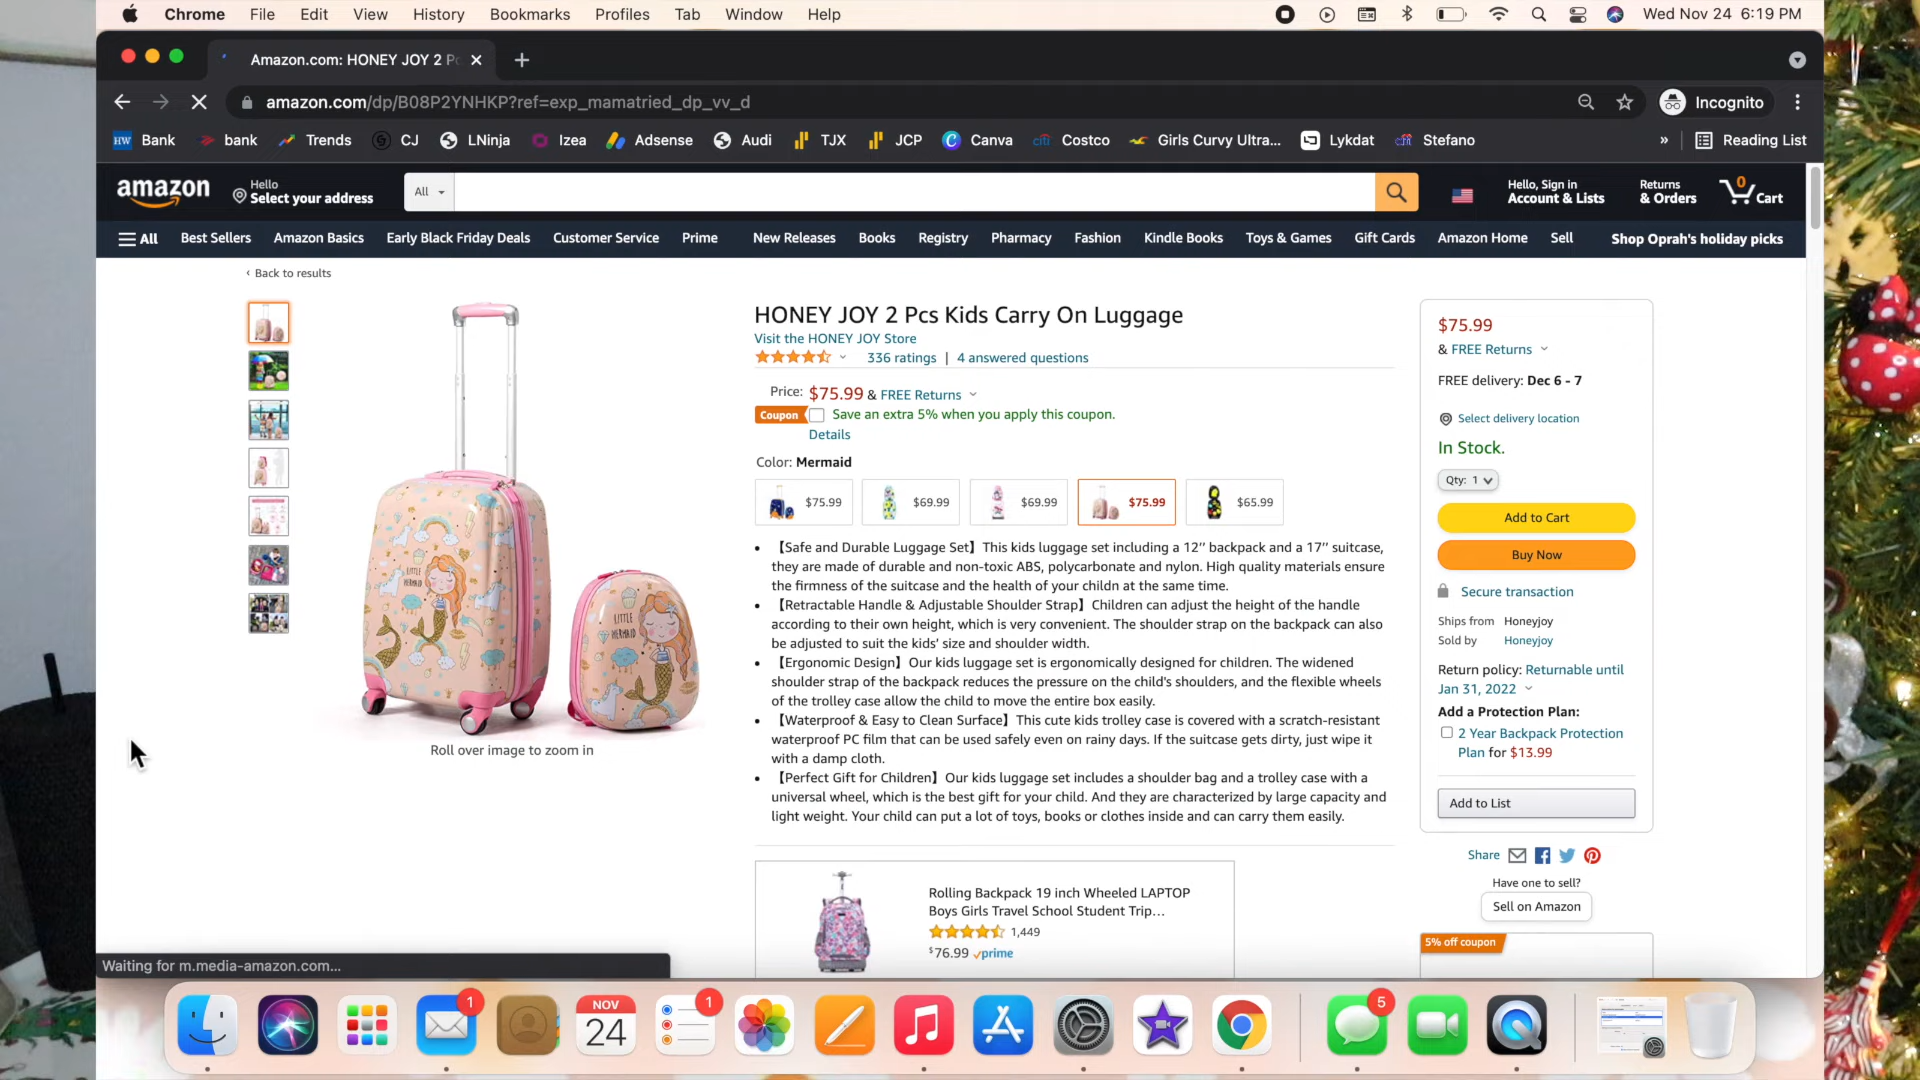 Chrome File Edit View History Bookmarks Profiles Tab Window Help Wed Nov 24 6:19 PM
Amazon.com: HONEY JOY 2 Pc
amazon.com/dp/B08P2YNHKP?ref=exp_mamatried_dp_vv_d Incognito
HW Bank bank Trends CJ LNinja Izea Adsense Audi TJX JCP Canva citi Costco Girls Curvy Ultra... Lykdat citi Stefano » Reading List
amazon Hello Select your address All Hello, Sign in Account & Lists Returns & Orders 0 Cart
All Best Sellers Amazon Basics Early Black Friday Deals Customer Service Prime New Releases Books Registry Pharmacy Fashion Kindle Books Toys & Games Gift Cards Amazon Home Sell Shop Oprah's holiday picks
‹ Back to results
LITTLE MERMAID
LITTLE MERMAID
Roll over image to zoom in
HONEY JOY 2 Pcs Kids Carry On Luggage
Visit the HONEY JOY Store
336 ratings | 4 answered questions
Price: $75.99 & FREE Returns
Coupon Save an extra 5% when you apply this coupon.
Details
Color: Mermaid
$75.99 $69.99 $69.99 $75.99 $65.99
• 【Safe and Durable Luggage Set】This kids luggage set including a 12’’ backpack and a 17’’ suitcase,
they are made of durable and non-toxic ABS, polycarbonate and nylon. High quality materials ensure
the firmness of the suitcase and the health of your childn at the same time.
• 【Retractable Handle & Adjustable Shoulder Strap】Children can adjust the height of the handle
according to their own height, which is very convenient. The shoulder strap on the backpack can also
be adjusted to suit the kids’ size and shoulder width.
• 【Ergonomic Design】Our kids luggage set is ergonomically designed for children. The widened
shoulder strap of the backpack reduces the pressure on the child's shoulders, and the flexible wheels
of the trolley case allow the child to move the entire box easily.
• 【Waterproof & Easy to Clean Surface】This cute kids trolley case is covered with a scratch-resistant
waterproof PC film that can be used safely even on rainy days. If the suitcase gets dirty, just wipe it
with a damp cloth.
• 【Perfect Gift for Children】Our kids luggage set includes a shoulder bag and a trolley case with a
universal wheel, which is the best gift for your child. And they are characterized by large capacity and
light weight. Your child can put a lot of toys, books or clothes inside and can carry them easily.
Rolling Backpack 19 inch Wheeled LAPTOP
Boys Girls Travel School Student Trip...
1,449
$76.99 prime
$75.99
& FREE Returns
FREE delivery: Dec 6 - 7
Select delivery location
In Stock.
Qty: 1
Add to Cart
Buy Now
Secure transaction
Ships from Honeyjoy
Sold by Honeyjoy
Return policy: Returnable until
Jan 31, 2022
Add a Protection Plan:
2 Year Backpack Protection
Plan for $13.99
Add to List
Share
Have one to sell?
Sell on Amazon
5% off coupon
Waiting for m.media-amazon.com...
1 NOV 24 1 5